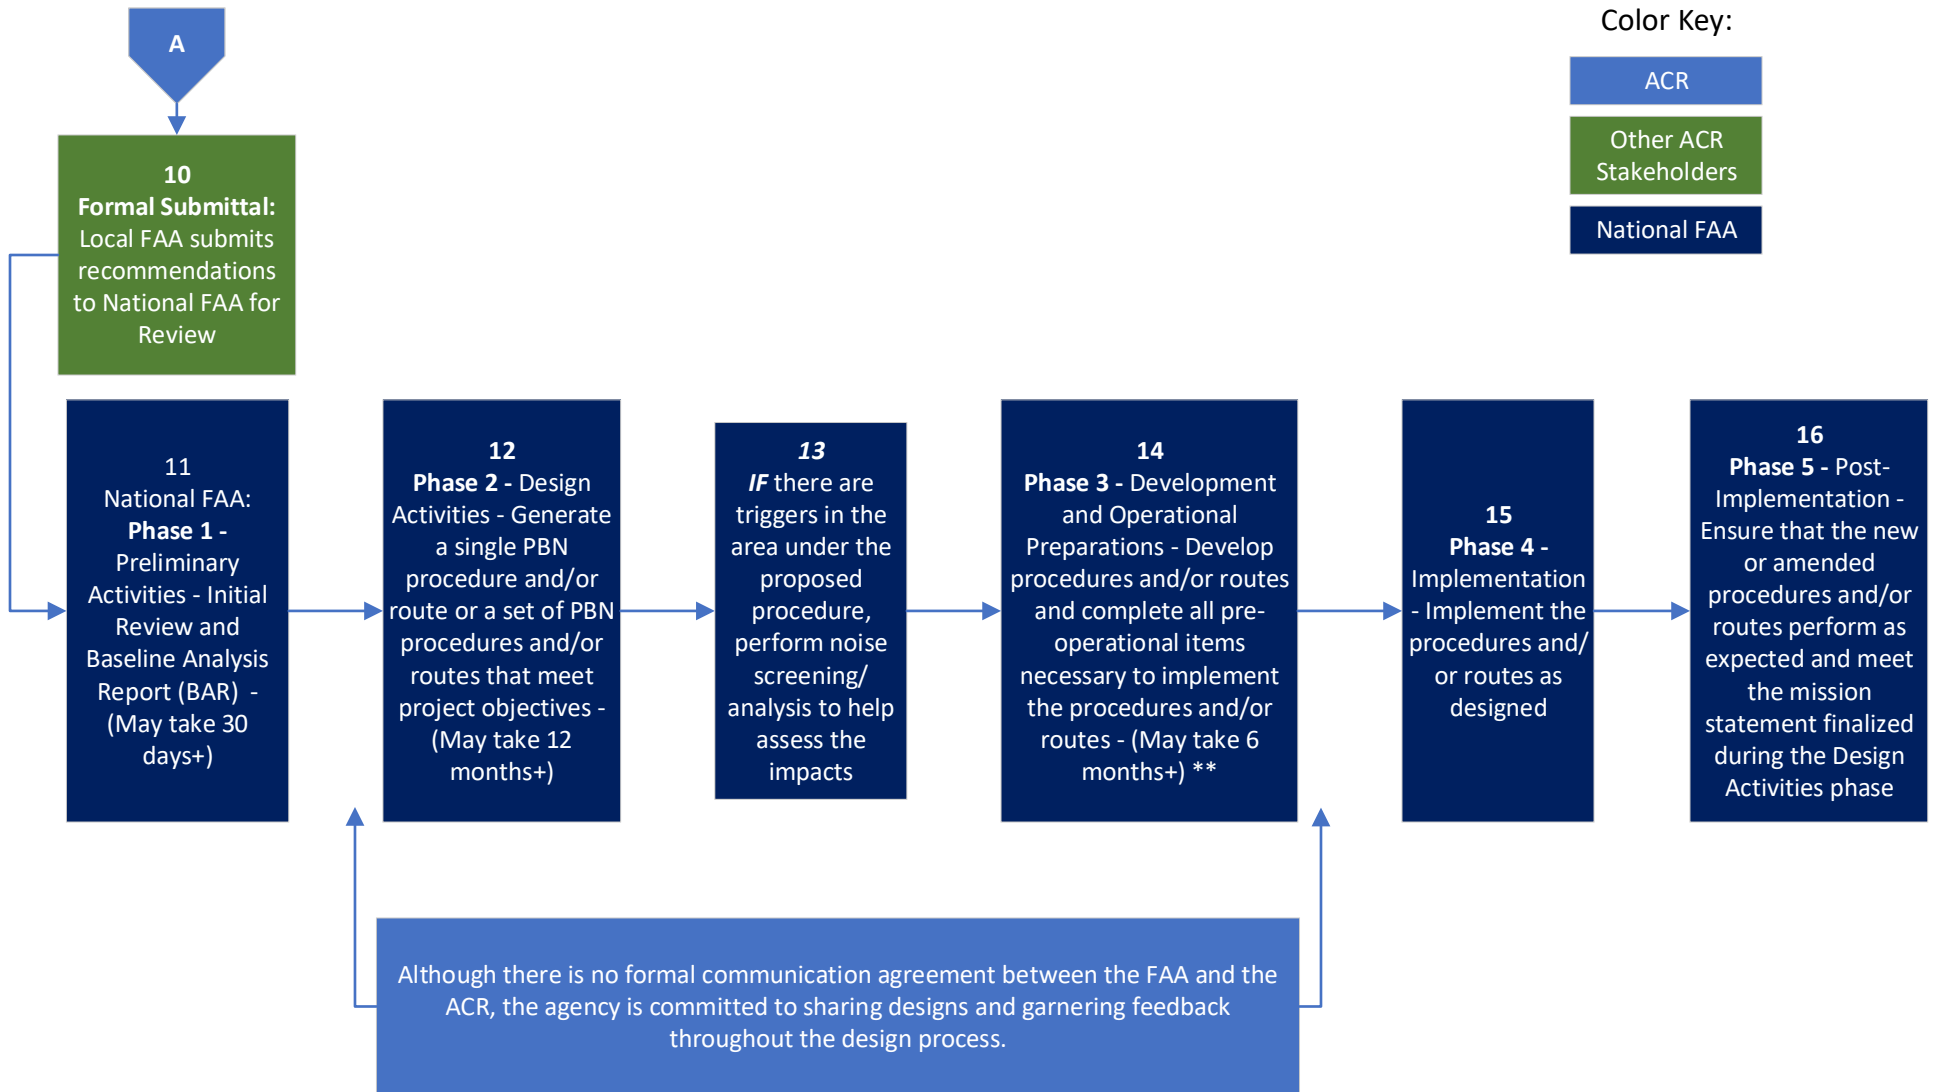 A
Color Key:
ACR
Other ACR
Stakeholders
National FAA
10
Formal Submittal:
Local FAA submits
recommendations
to National FAA for
Review
11
National FAA:
Phase 1 -
Preliminary
Activities - Initial
Review and
Baseline Analysis
Report (BAR) -
(May take 30
days+)
12
Phase 2 - Design
Activities - Generate
a single PBN
procedure and/or
route or a set of PBN
procedures and/or
routes that meet
project objectives -
(May take 12
months+)
13
IF there are
triggers in the
area under the
proposed
procedure,
perform noise
screening/
analysis to help
assess the
impacts
14
Phase 3 - Development
and Operational
Preparations - Develop
procedures and/or routes
and complete all pre-
operational items
necessary to implement
the procedures and/or
routes - (May take 6
months+) **
15
Phase 4 -
Implementation
- Implement the
procedures and/
or routes as
designed
16
Phase 5 - Post-
Implementation -
Ensure that the new
or amended
procedures and/or
routes perform as
expected and meet
the mission
statement finalized
during the Design
Activities phase
Although there is no formal communication agreement between the FAA and the
ACR, the agency is committed to sharing designs and garnering feedback
throughout the design process.